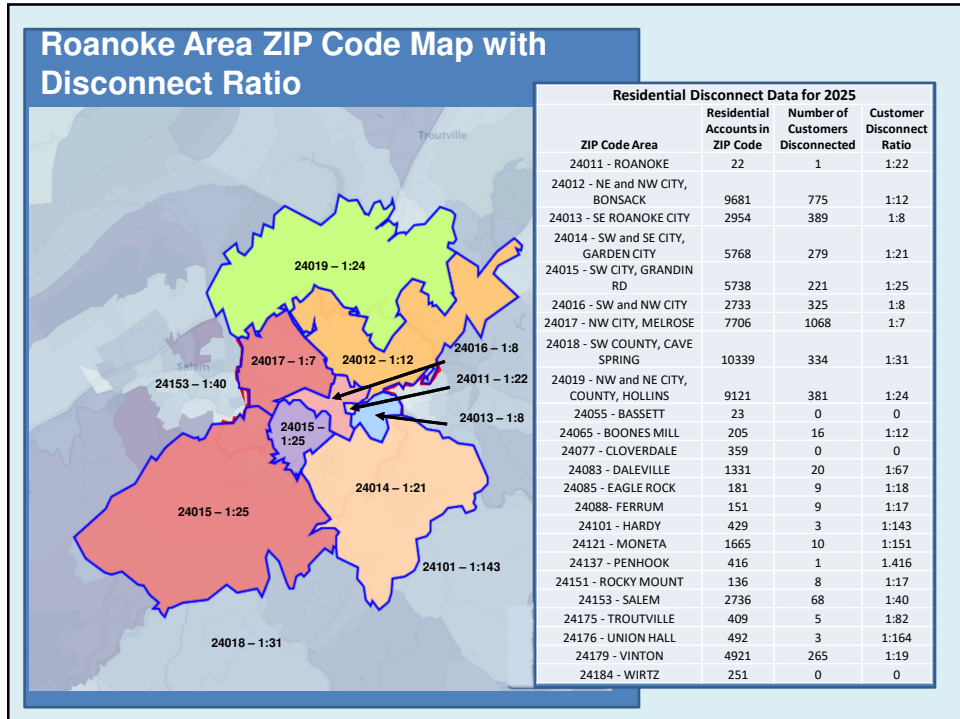 Roanoke Area ZIP Code Map with
Disconnect Ratio
Troutville
24019 – 1:24
24017 – 1:7
24012 – 1:12
24016 – 1:8
Salem
24153 – 1:40
24011 – 1:22
24013 – 1:8
24015 –
1:25
24014 – 1:21
24015 – 1:25
24101 – 1:143
24018 – 1:31
Residential Disconnect Data for 2025
ZIP Code Area
Residential
Accounts in
ZIP Code
Number of
Customers
Disconnected
Customer
Disconnect
Ratio
24011 - ROANOKE 22 1 1:22
24012 - NE and NW CITY,
BONSACK 9681 775 1:12
24013 - SE ROANOKE CITY 2954 389 1:8
24014 - SW and SE CITY,
GARDEN CITY 5768 279 1:21
24015 - SW CITY, GRANDIN
RD 5738 221 1:25
24016 - SW and NW CITY 2733 325 1:8
24017 - NW CITY, MELROSE 7706 1068 1:7
24018 - SW COUNTY, CAVE
SPRING 10339 334 1:31
24019 - NW and NE CITY,
COUNTY, HOLLINS 9121 381 1:24
24055 - BASSETT 23 0 0
24065 - BOONES MILL 205 16 1:12
24077 - CLOVERDALE 359 0 0
24083 - DALEVILLE 1331 20 1:67
24085 - EAGLE ROCK 181 9 1:18
24088- FERRUM 151 9 1:17
24101 - HARDY 429 3 1:143
24121 - MONETA 1665 10 1:151
24137 - PENHOOK 416 1 1.416
24151 - ROCKY MOUNT 136 8 1:17
24153 - SALEM 2736 68 1:40
24175 - TROUTVILLE 409 5 1:82
24176 - UNION HALL 492 3 1:164
24179 - VINTON 4921 265 1:19
24184 - WIRTZ 251 0 0